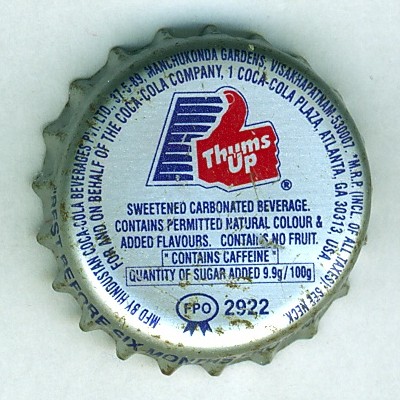 MFD BY HINDUSTAN COCA-COLA BEVERAGES PVT. LTD., 37-5-89, MANCHUKONDA GARDENS, VISAKHAPATNAM-530007. "M.R.P. (INCL. OF ALL TAXES) SEE NECK
FOR AND ON BEHALF OF THE COCA-COLA COMPANY, 1 COCA-COLA PLAZA, ATLANTA, GA 30313, USA
Thums
Up
®
SWEETENED CARBONATED BEVERAGE.
CONTAINS PERMITTED NATURAL COLOUR &
ADDED FLAVOURS. CONTAINS NO FRUIT.
"CONTAINS CAFFEINE"
QUANTITY OF SUGAR ADDED 9.9g/100g
FPO 2922
BEST BEFORE SIX MONTHS